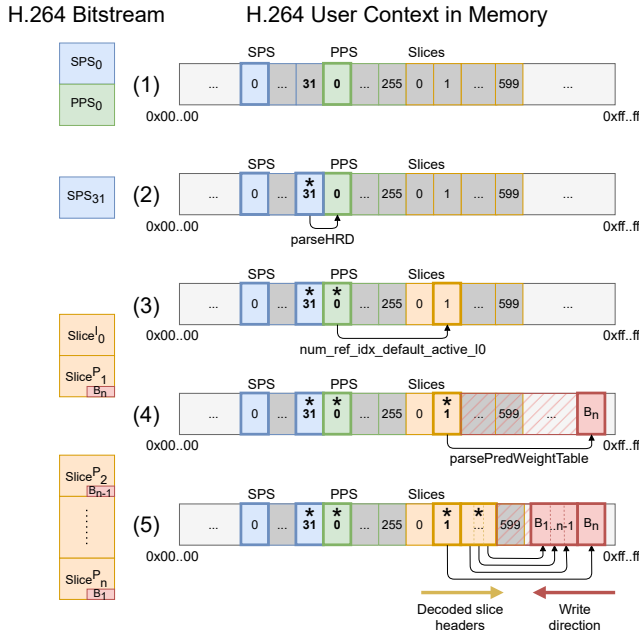 H.264 Bitstream
H.264 User Context in Memory
SPS PPS Slices
SPS0
PPS0
(1)
... 0 ... 31 0 ... 255 0 1 ... 599 ...
0x00..00 0xff..ff
SPS PPS Slices
SPS31
(2)
... 0 ... * 31 0 ... 255 0 1 ... 599 ...
0x00..00 0xff..ff
parseHRD
SPS PPS Slices
(3)
... 0 ... * 31 * 0 ... 255 0 1 ... 599 ...
0x00..00 0xff..ff
num_ref_idx_default_active_l0
SliceI0
SliceP1
Bn
(4)
SPS PPS Slices
... 0 ... * 31 * 0 ... 255 0 * 1 ... 599 ... Bn
0x00..00 0xff..ff
parsePredWeightTable
SliceP2
Bn-1
......
SlicePn
B1
(5)
SPS PPS Slices
... 0 ... * 31 * 0 ... 255 0 * 1 * ... 599 B1..n-1 Bn
0x00..00 0xff..ff
Decoded slice
headers
Write
direction